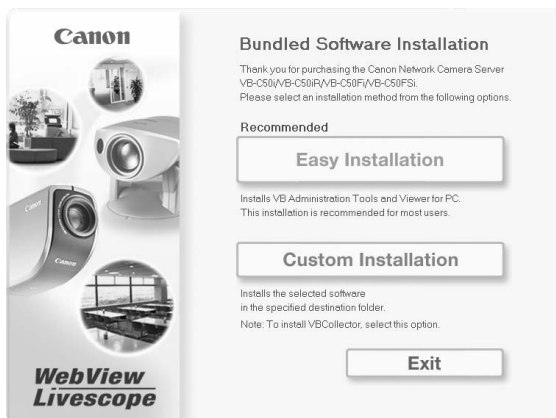 Canon
WebView
Livescope
Bundled Software Installation
Thank you for purchasing the Canon Network Camera Server
VB-C50i/VB-C50iR/VB-C50Fi/VB-C50FSi.
Please select an installation method from the following options.
Recommended
Easy Installation
Installs VB Administration Tools and Viewer for PC.
This installation is recommended for most users.
Custom Installation
Installs the selected software
in the specified destination folder.
Note: To install VBCollector, select this option.
Exit
Canon
Canon